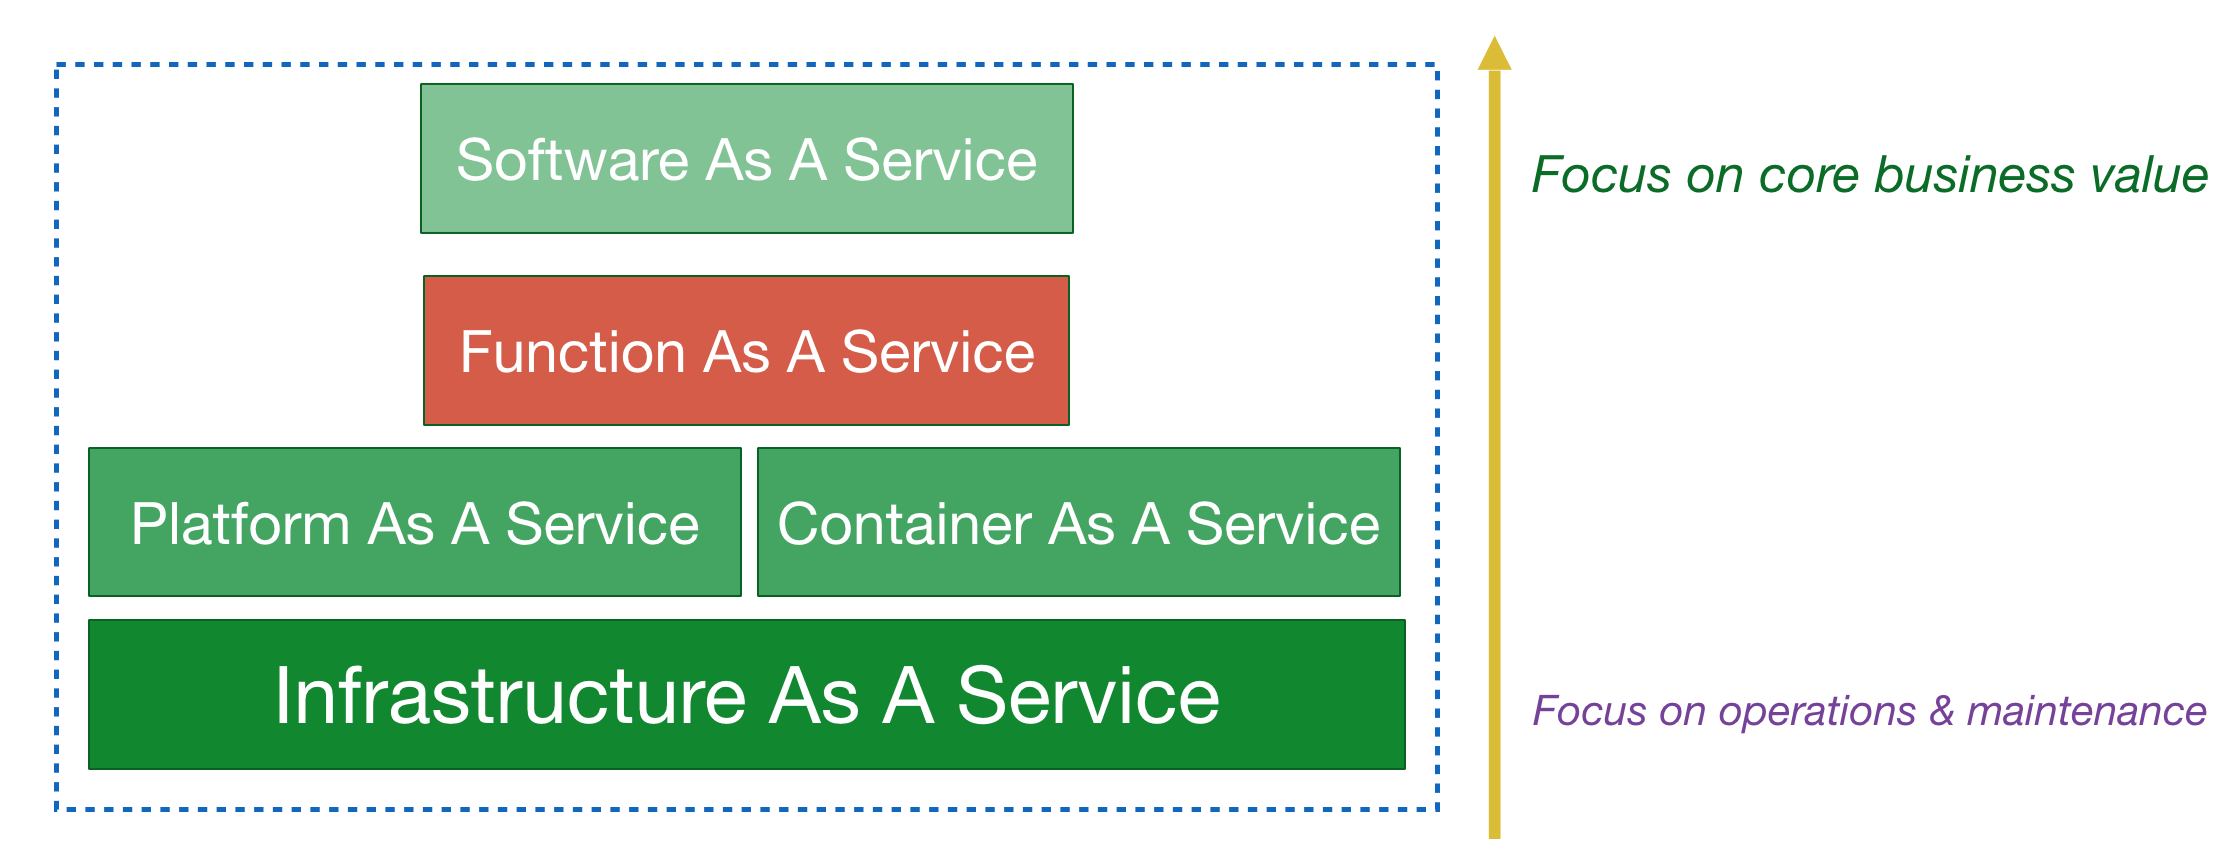 Software As A Service
Focus on core business value
Function As A Service
Platform As A Service
Container As A Service
Infrastructure As A Service
Focus on operations & maintenance